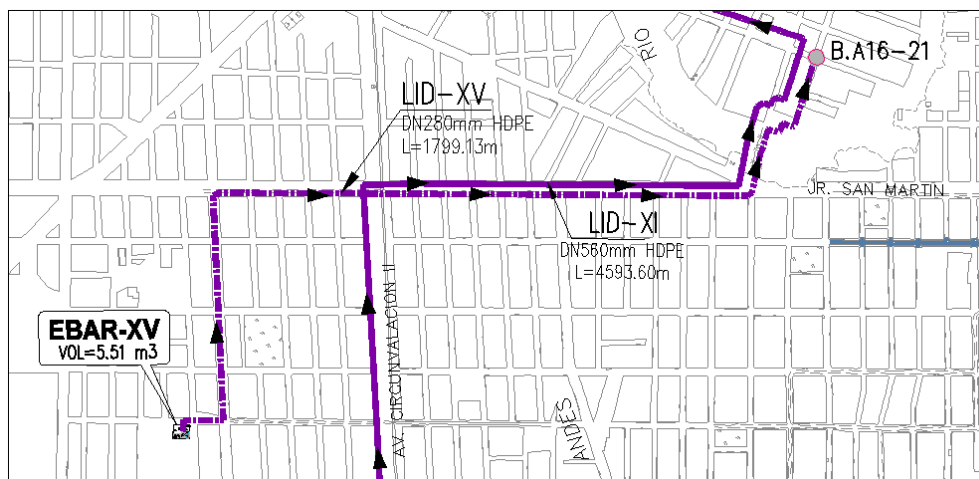 RIO
B.A16-21
LID-XV
DN280mm HDPE
L=1799.13m
JR. SAN MARTIN
LID-XI
DN560mm HDPE
L=4593.60m
EBAR-XV
VOL=5.51 m3
AV. CIRCUNVALACION II
ANDES